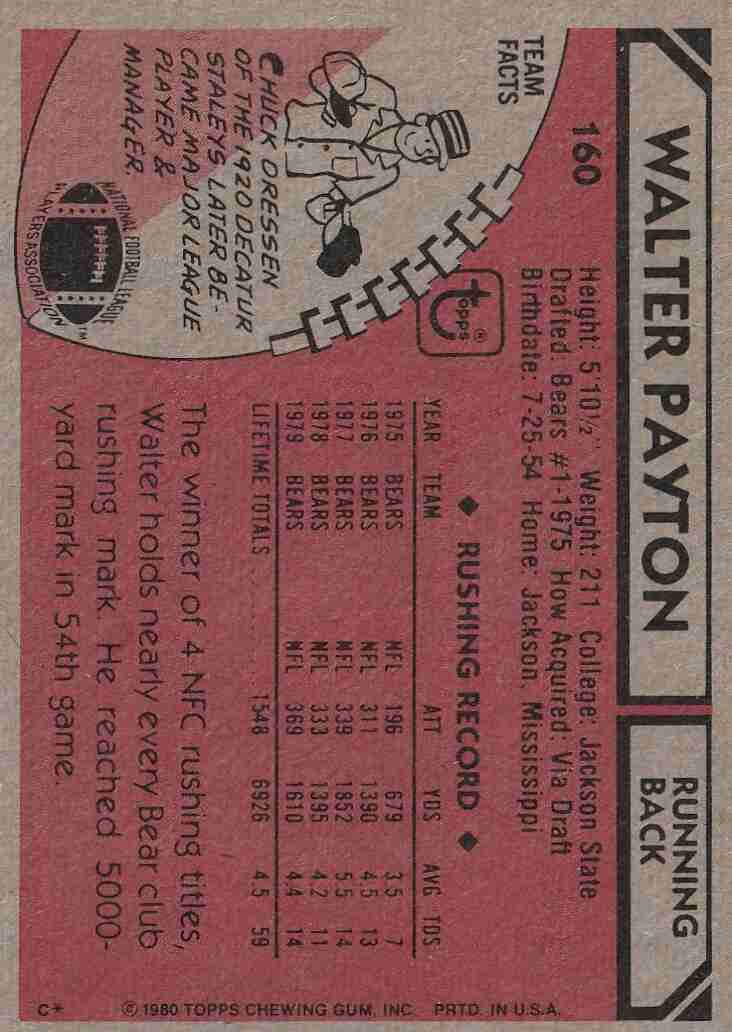 WALTER PAYTON
RUNNING
BACK
160
Height: 5'10½" Weight: 211 College: Jackson State
Drafted: Bears #1-1975 How Acquired: Via Draft
Birthdate: 7-25-54 Home: Jackson, Mississippi
TEAM
FACTS
TOPPS®
CHUCK DRESSEN
OF THE 1920 DECATUR
STALEYS LATER BE-
CAME MAJOR LEAGUE
PLAYER &
MANAGER.
NATIONAL FOOTBALL LEAGUE
PLAYERS ASSOCIATION
TM
◆ RUSHING RECORD ◆
YEAR TEAM ATT YDS AVG TDS
1975 BEARS NFL 196 679 3.5 7
1976 BEARS NFL 311 1390 4.5 13
1977 BEARS NFL 339 1852 5.5 14
1978 BEARS NFL 333 1395 4.2 11
1979 BEARS NFL 369 1610 4.4 14
LIFETIME TOTALS 1548 6926 4.5 59
The winner of 4 NFC rushing titles,
Walter holds nearly every Bear club
rushing mark. He reached 5000-
yard mark in 54th game.
C* © 1980 TOPPS CHEWING GUM, INC. PRTD. IN U.S.A.